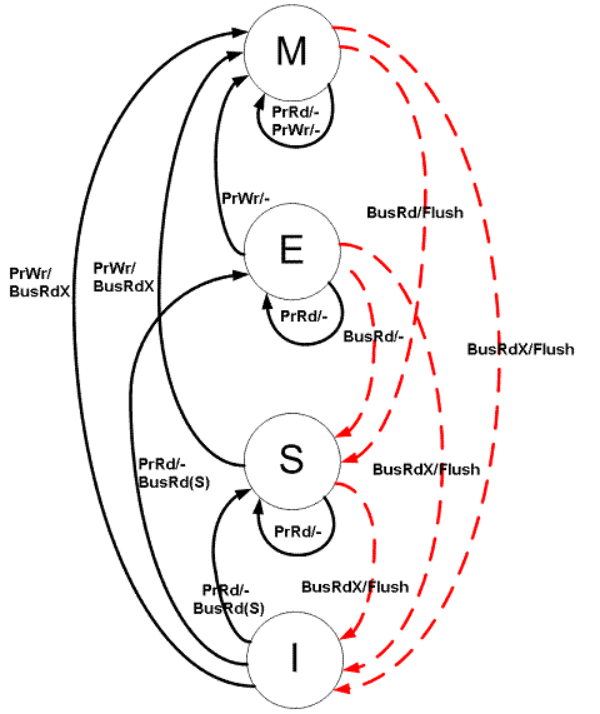 M
PrRd/-
PrWr/-
PrWr/-
BusRd/Flush
E
PrWr/
BusRdX
PrWr/
BusRdX
PrRd/-
BusRd/-
BusRdX/Flush
S
PrRd/-
BusRd(S)
BusRdX/Flush
PrRd/-
PrRd/-
BusRd(S)
BusRdX/Flush
I